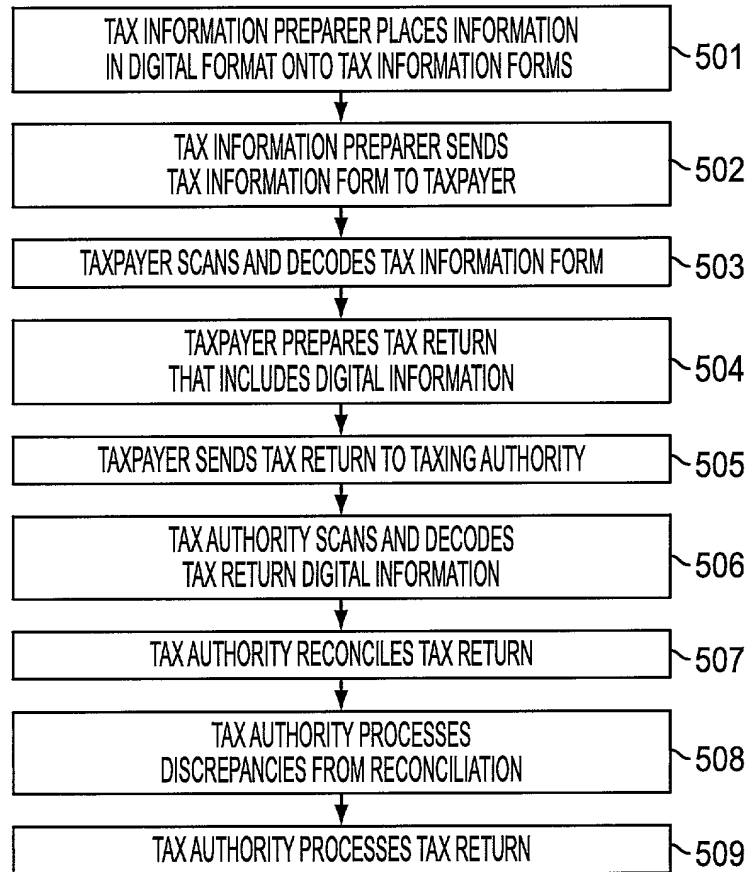 TAX INFORMATION PREPARER PLACES INFORMATION
IN DIGITAL FORMAT ONTO TAX INFORMATION FORMS
501
TAX INFORMATION PREPARER SENDS
TAX INFORMATION FORM TO TAXPAYER
502
TAXPAYER SCANS AND DECODES TAX INFORMATION FORM
503
TAXPAYER PREPARES TAX RETURN
THAT INCLUDES DIGITAL INFORMATION
504
TAXPAYER SENDS TAX RETURN TO TAXING AUTHORITY
505
TAX AUTHORITY SCANS AND DECODES
TAX RETURN DIGITAL INFORMATION
506
TAX AUTHORITY RECONCILES TAX RETURN
507
TAX AUTHORITY PROCESSES
DISCREPANCIES FROM RECONCILIATION
508
TAX AUTHORITY PROCESSES TAX RETURN
509